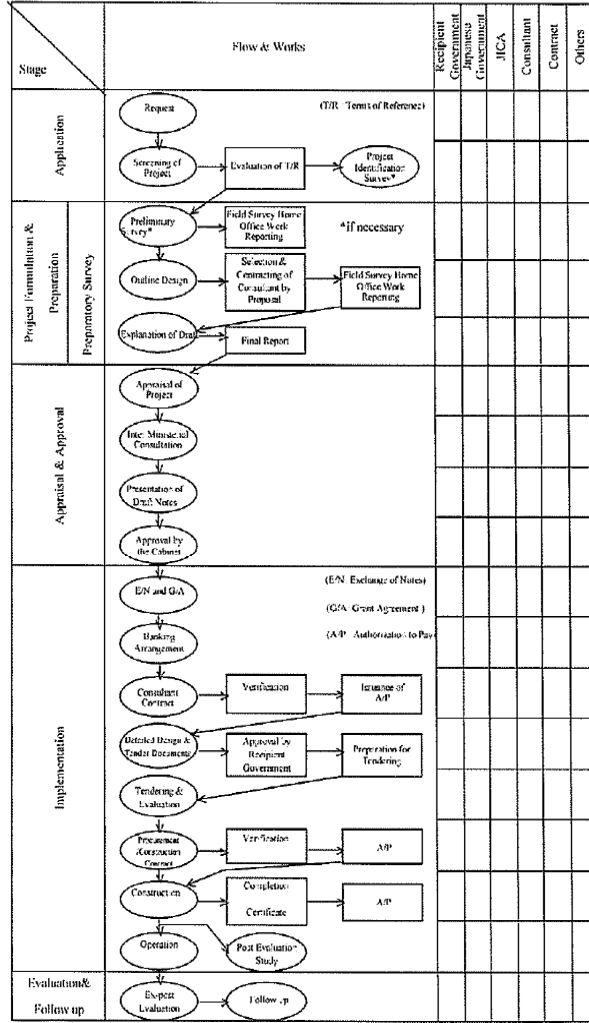 Stage
Flow & Works
Recipient
Government
Japanese
Government
JICA
Consultant
Contract
Others
Application
Request
(T/R Terms of Reference)
Screening of
Project
Evaluation of T/R
Project
Identification
Survey*
Project Formulation &
Preparation
Preparatory Survey
Preliminary
Survey*
Field Survey Home
Office Work
Reporting
*if necessary
Outline Design
Selection &
Contracting of
Consultant by
Proposal
Field Survey Home
Office Work
Reporting
Explanation of Draft
Final Report
Appraisal & Approval
Appraisal of
Project
Inter Ministerial
Consultation
Presentation of
Draft Notes
Approval by
the Cabinet
Implementation
E/N and G/A
(E/N: Exchange of Notes)
(G/A: Grant Agreement )
Banking
Arrangement
(A/P : Authorization to Pay
Consultant
Contract
Verification
Issuance of
A/P
Detailed Design &
Tender Documents
Approval by
Recipient
Government
Preparation for
Tendering
Tendering &
Evaluation
Procurement
/Construction
Contract
Verification
A/P
Construction
Completion
Certificate
A/P
Operation
Post Evaluation
Study
Evaluation&
Follow up
Ex-post
Evaluation
Follow up